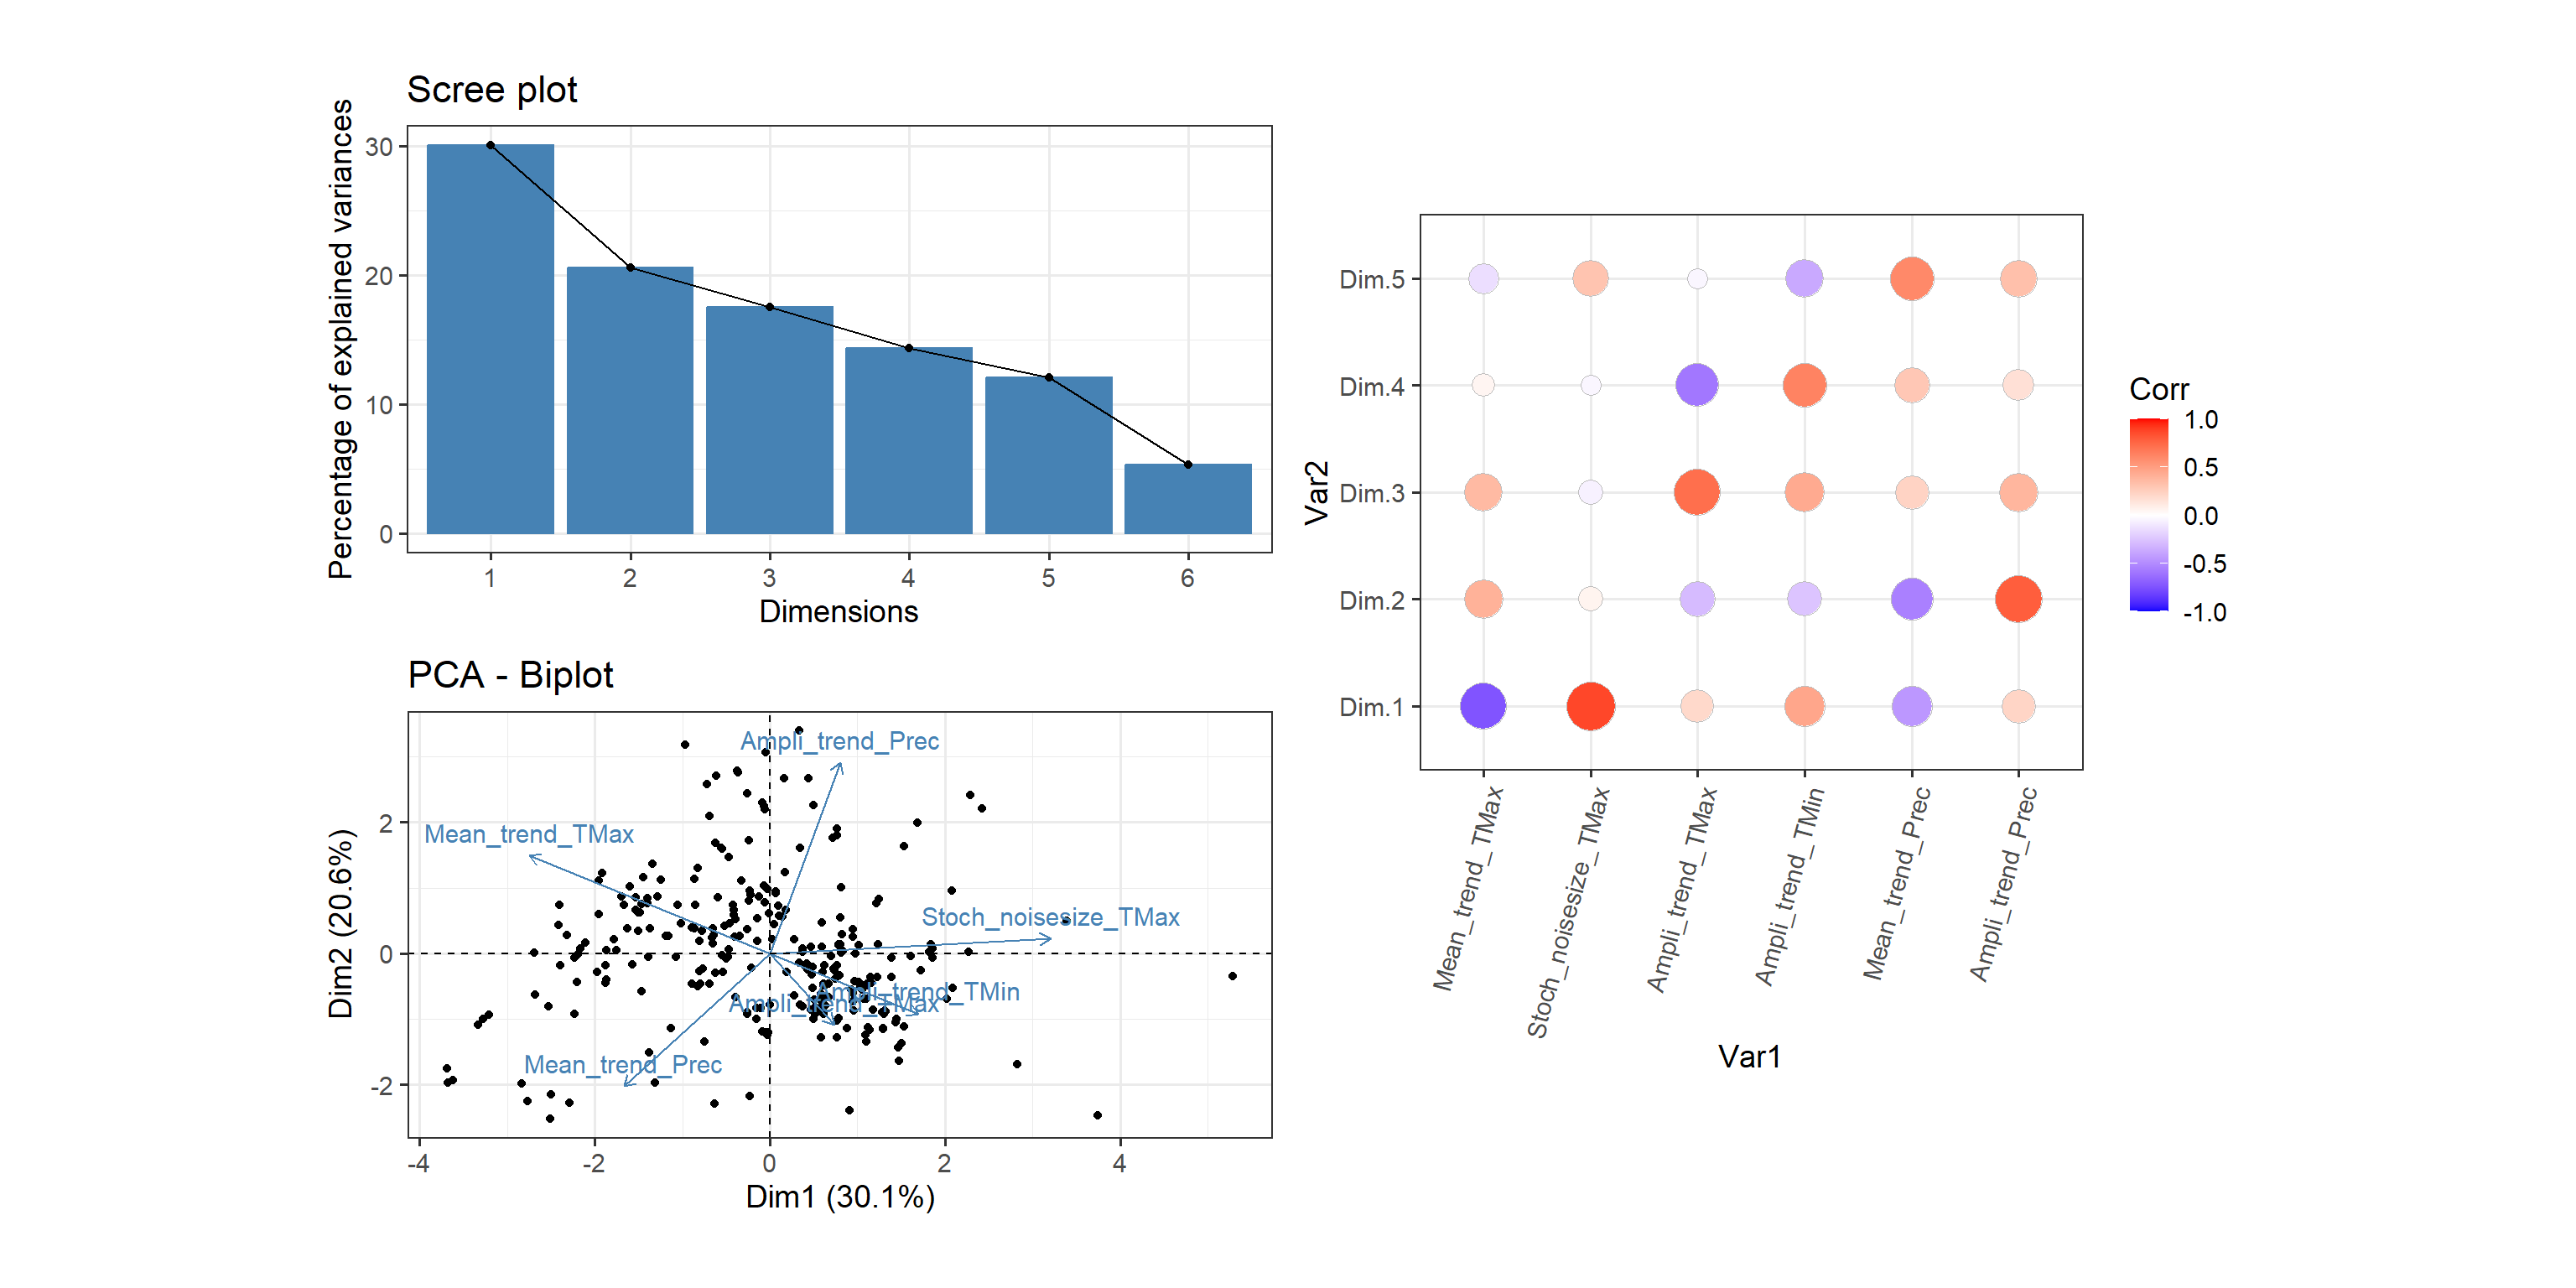 Scree plot
Percentage of explained variances
30
20
10
0
1 2 3 4 5 6
Dimensions
PCA - Biplot
Dim2 (20.6%)
2
0
-2
Ampli_trend_Prec
Mean_trend_TMax
Stoch_noisesize_TMax
Ampli_trend_TMin
Ampli_trend_TMax
Mean_trend_Prec
-4 -2 0 2 4
Dim1 (30.1%)
Var2
Dim.5
Dim.4
Dim.3
Dim.2
Dim.1
Mean_trend_TMax
Stoch_noisesize_TMax
Ampli_trend_TMax
Ampli_trend_TMin
Mean_trend_Prec
Ampli_trend_Prec
Var1
Corr
1.0
0.5
0.0
-0.5
-1.0